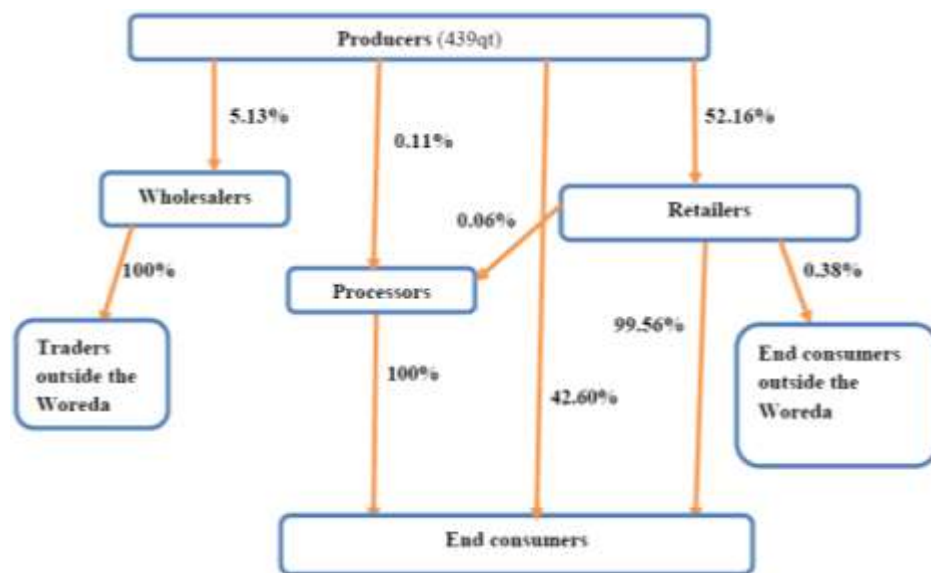 Producers (439qt)
5.13%
0.11%
52.16%
Wholesalers
0.06%
Retailers
100%
Processors
0.38%
99.56%
Traders
outside the
Woreda
100%
42.60%
End consumers
outside the
Woreda
End consumers